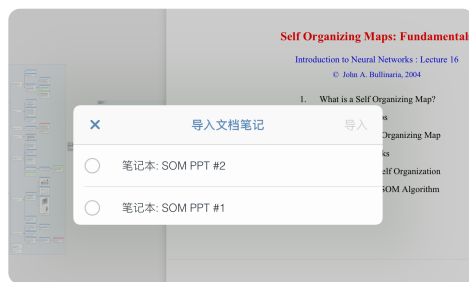 Self Organizing Maps: Fundamental
Introduction to Neural Networks : Lecture 16
© John A. Bullinaria, 2004
1. What is a Self Organizing Map?
导入文档笔记
导入
Organizing Map
elf Organization
SOM Algorithm
笔记本: SOM PPT #2
笔记本: SOM PPT #1